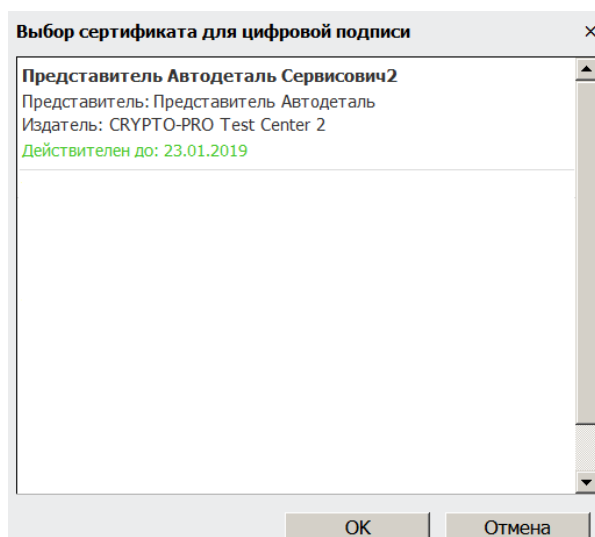 Выбор сертификата для цифровой подписи
Представитель Автодеталь Сервисович2
Представитель: Представитель Автодеталь
Издатель: CRYPTO-PRO Test Center 2
Действителен до: 23.01.2019
OK
Отмена